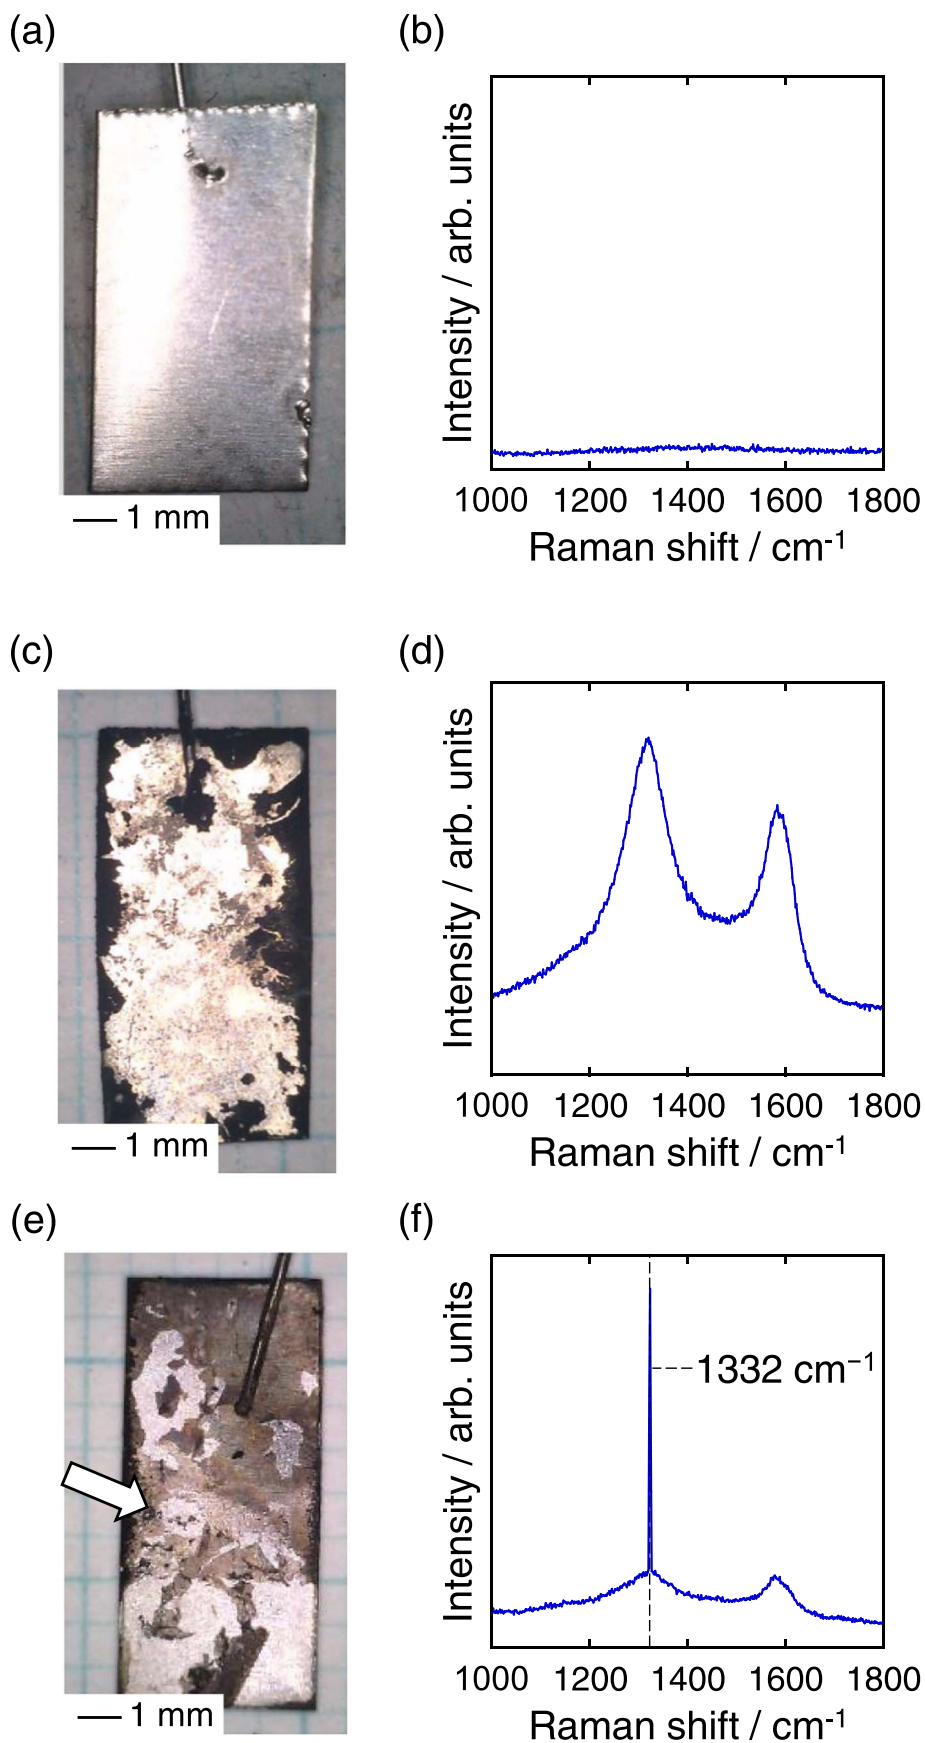 (a)
(b)
Intensity / arb. units
1 mm
1000 1200 1400 1600 1800
Raman shift / cm-1
(c)
(d)
Intensity / arb. units
1 mm
1000 1200 1400 1600 1800
Raman shift / cm-1
(e)
(f)
Intensity / arb. units
1332 cm−1
1 mm
1000 1200 1400 1600 1800
Raman shift / cm-1